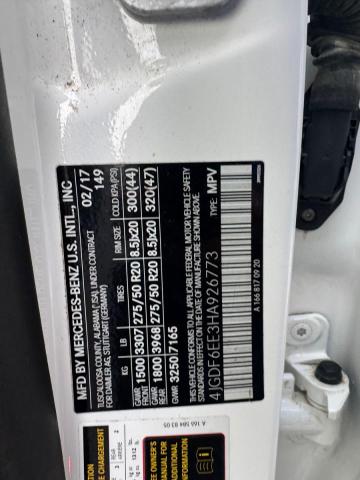 MFD BY MERCEDES-BENZ U.S. INTL., INC
TUSCALOOSA COUNTY, ALABAMA (USA), UNDER CONTRACT 02/17
FOR DAIMLER AG, STUTTGART (GERMANY) 149
KG LB TIRES RIM SIZE COLD KPA (PSI)
GAWR FRONT 1500 3307 275/50 R20 8.5Jx20 300(44)
GAWR REAR 1800 3968 275/50 R20 8.5Jx20 320(47)
GVWR 3250 7165
THIS VEHICLE CONFORMS TO ALL APPLICABLE FEDERAL MOTOR VEHICLE SAFETY
STANDARDS IN EFFECT ON THE DATE OF MANUFACTURE SHOWN ABOVE.
4JGDF6EE3HA926773 TYPE: MPV
A 166 817 09 20
A 166 584 83 05